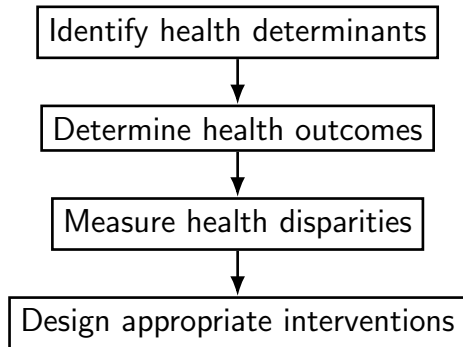 Identify health determinants
Determine health outcomes
Measure health disparities
Design appropriate interventions